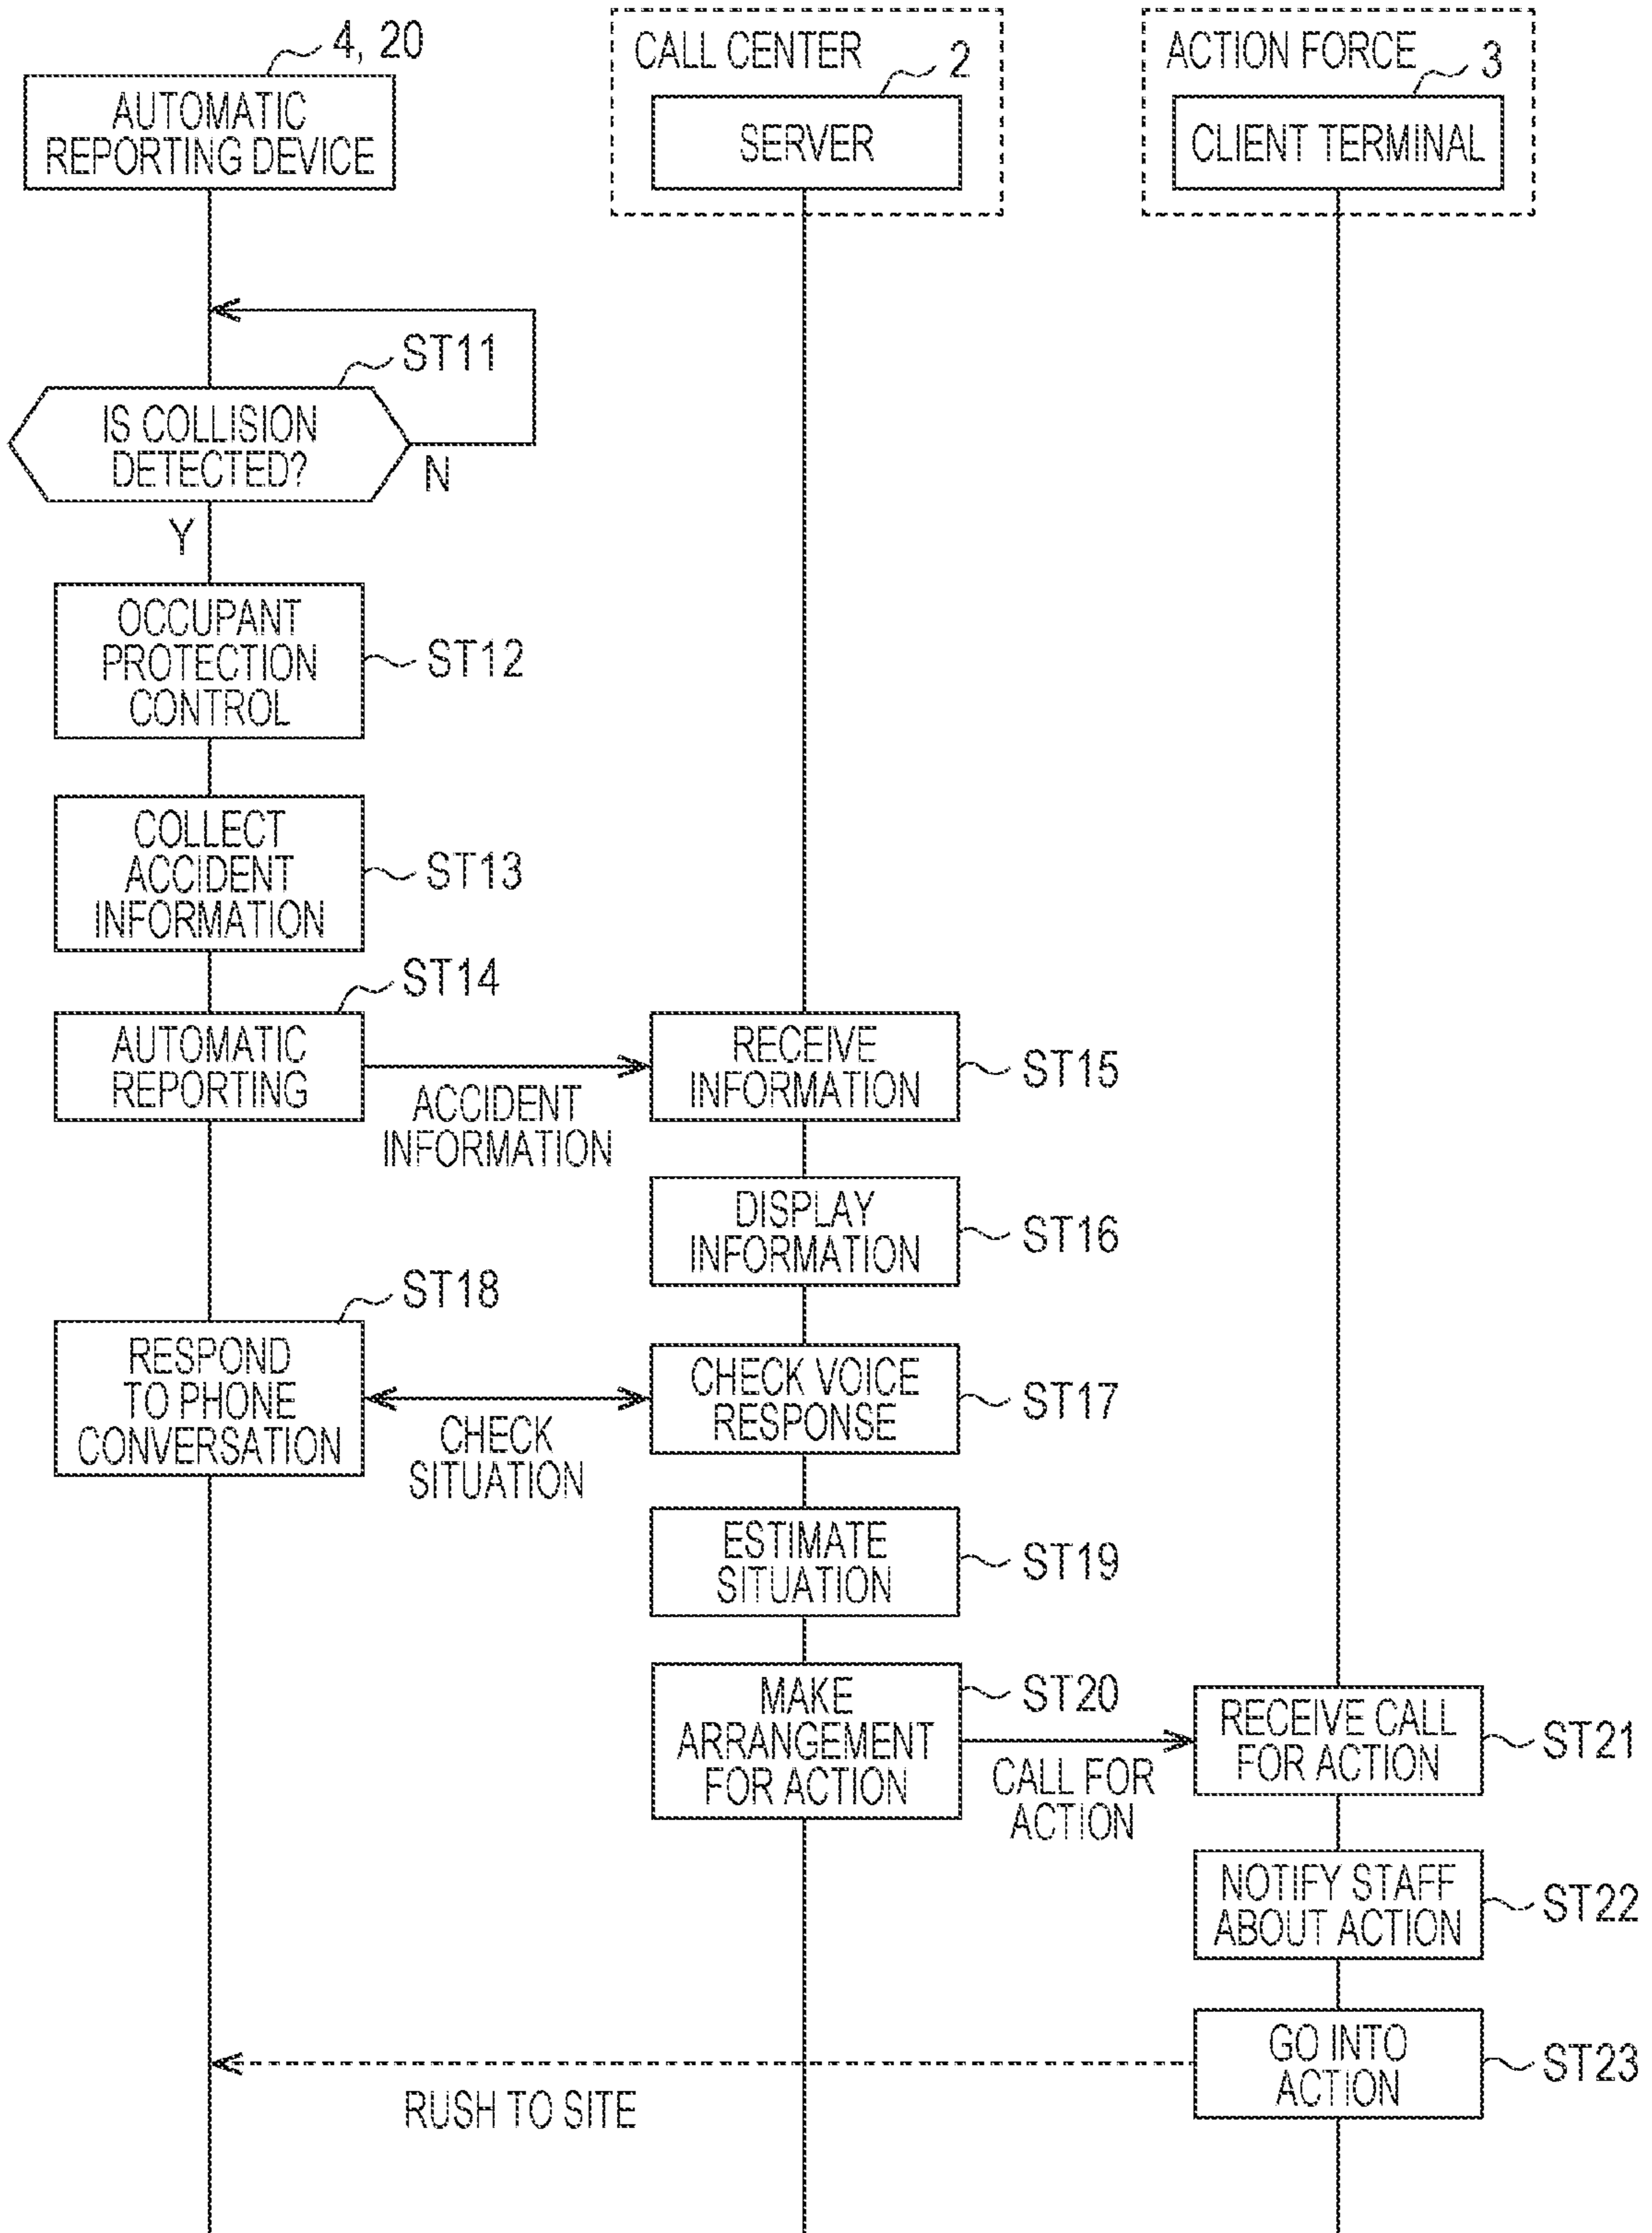 4, 20
AUTOMATIC
REPORTING DEVICE
CALL CENTER
2
SERVER
ACTION FORCE
3
CLIENT TERMINAL
ST11
IS COLLISION
DETECTED?
N
Y
OCCUPANT
PROTECTION
CONTROL
ST12
COLLECT
ACCIDENT
INFORMATION
ST13
ST14
AUTOMATIC
REPORTING
ACCIDENT
INFORMATION
RECEIVE
INFORMATION
ST15
DISPLAY
INFORMATION
ST16
ST18
RESPOND
TO PHONE
CONVERSATION
CHECK
SITUATION
CHECK VOICE
RESPONSE
ST17
ESTIMATE
SITUATION
ST19
MAKE
ARRANGEMENT
FOR ACTION
ST20
CALL FOR
ACTION
RECEIVE CALL
FOR ACTION
ST21
NOTIFY STAFF
ABOUT ACTION
ST22
GO INTO
ACTION
ST23
RUSH TO SITE